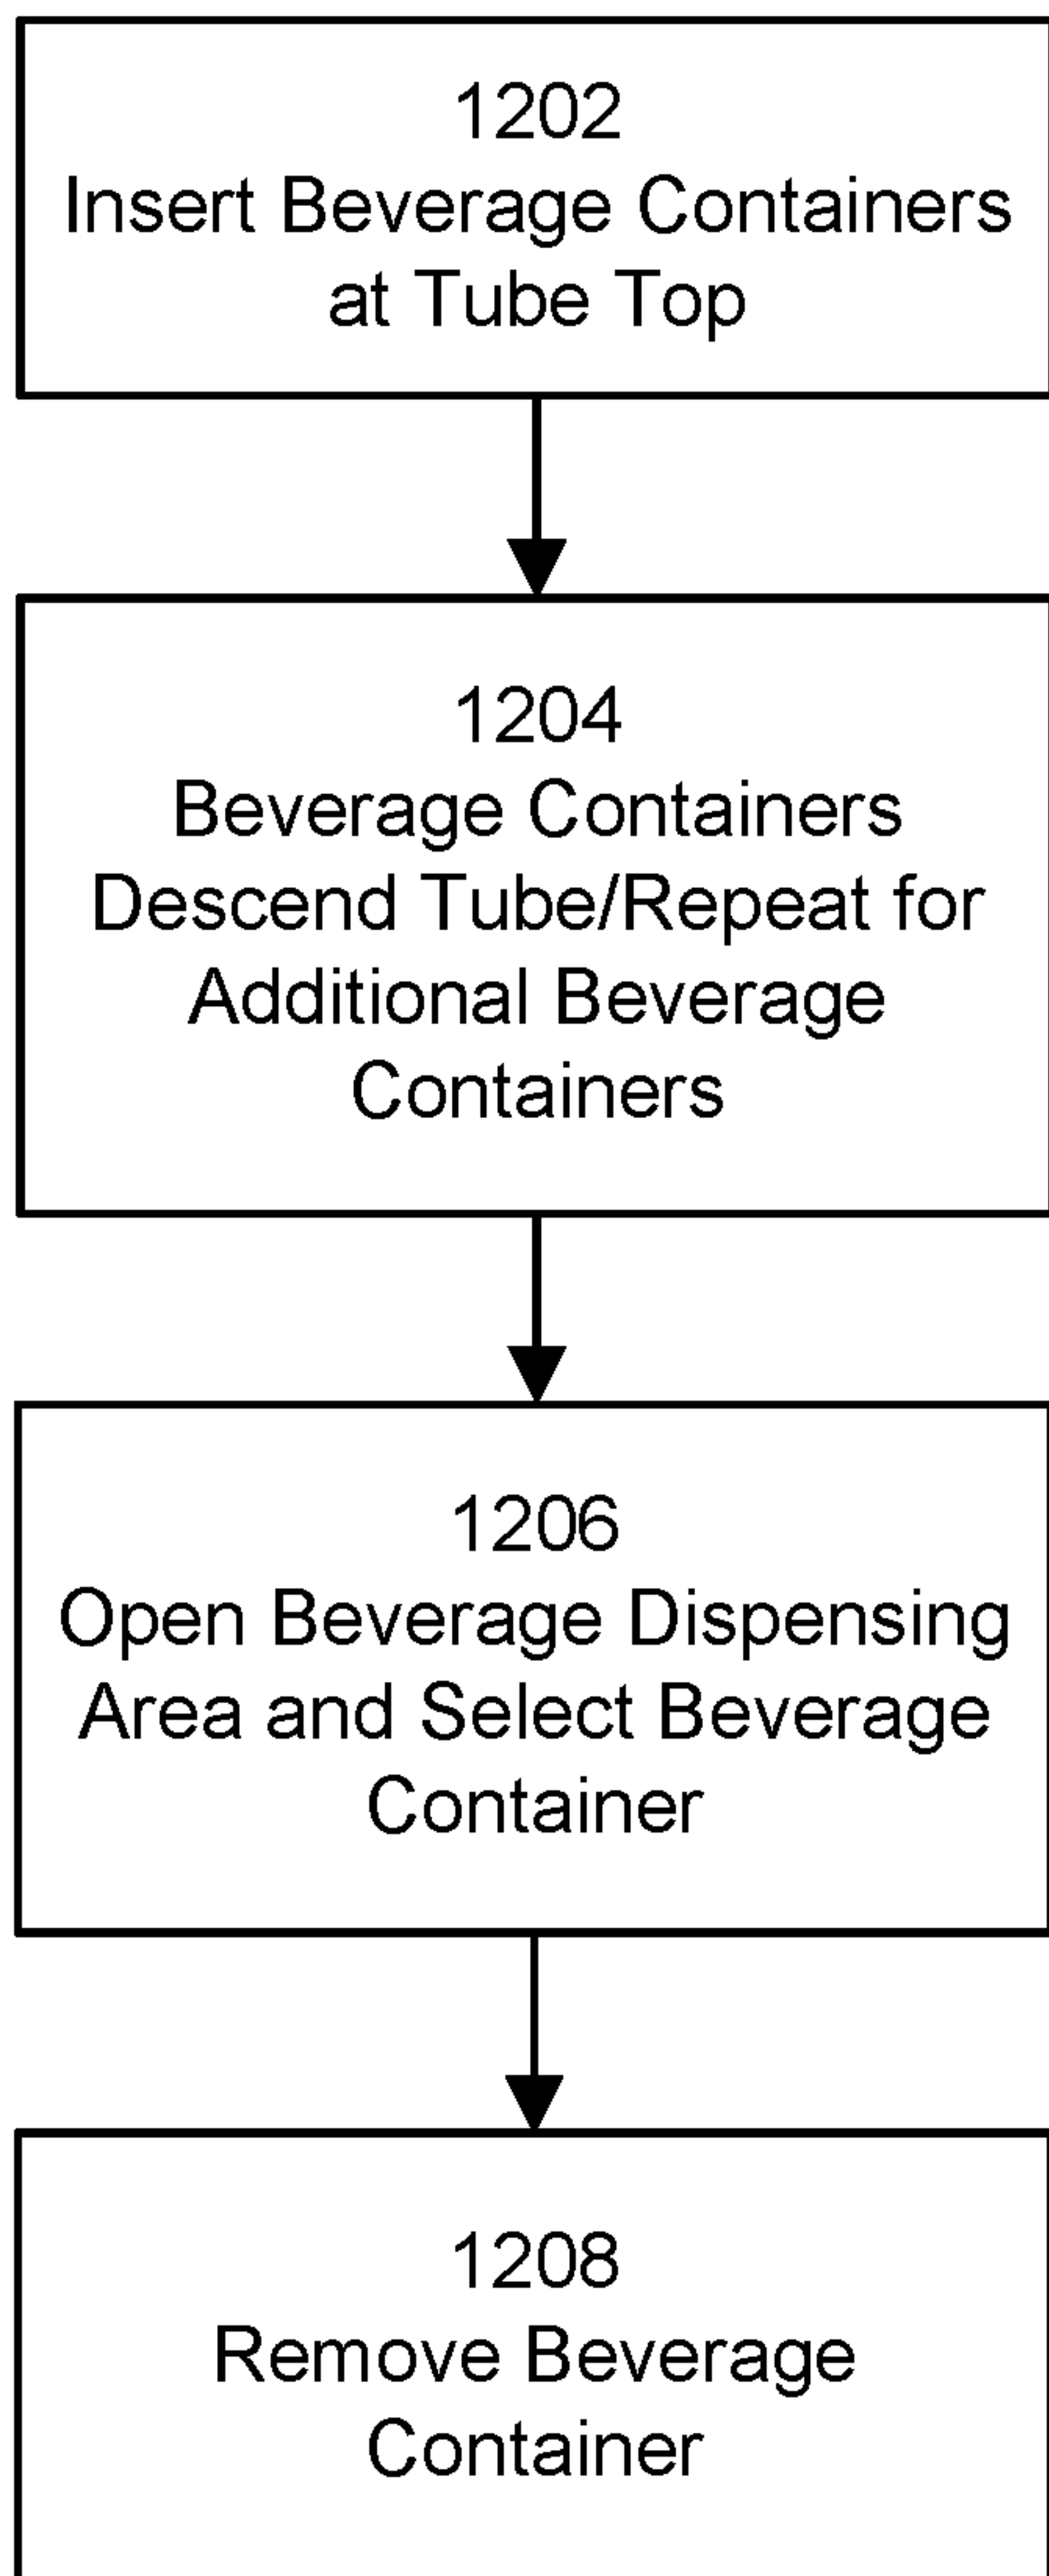 1202
Insert Beverage Containers
at Tube Top
1204
Beverage Containers
Descend Tube/Repeat for
Additional Beverage
Containers
1206
Open Beverage Dispensing
Area and Select Beverage
Container
1208
Remove Beverage
Container